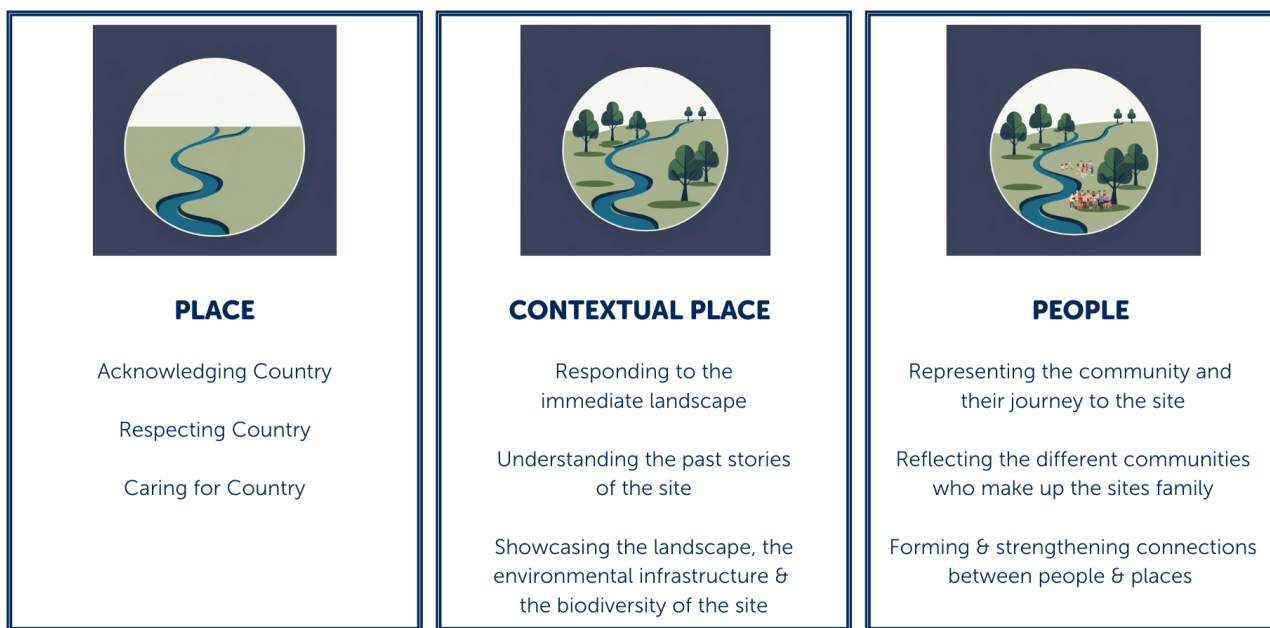 PLACE
Acknowledging Country
Respecting Country
Caring for Country
CONTEXTUAL PLACE
Responding to the
immediate landscape
Understanding the past stories
of the site
Showcasing the landscape, the
environmental infrastructure &
the biodiversity of the site
PEOPLE
Representing the community and
their journey to the site
Reflecting the different communities
who make up the sites family
Forming & strengthening connections
between people & places